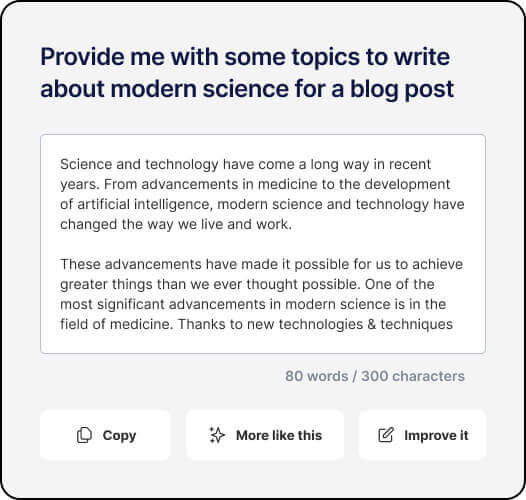 Provide me with some topics to write
about modern science for a blog post
Science and technology have come a long way in recent
years. From advancements in medicine to the development
of artificial intelligence, modern science and technology have
changed the way we live and work.
These advancements have made it possible for us to achieve
greater things than we ever thought possible. One of the
most significant advancements in modern science is in the
field of medicine. Thanks to new technologies & techniques
80 words / 300 characters
Copy
More like this
Improve it